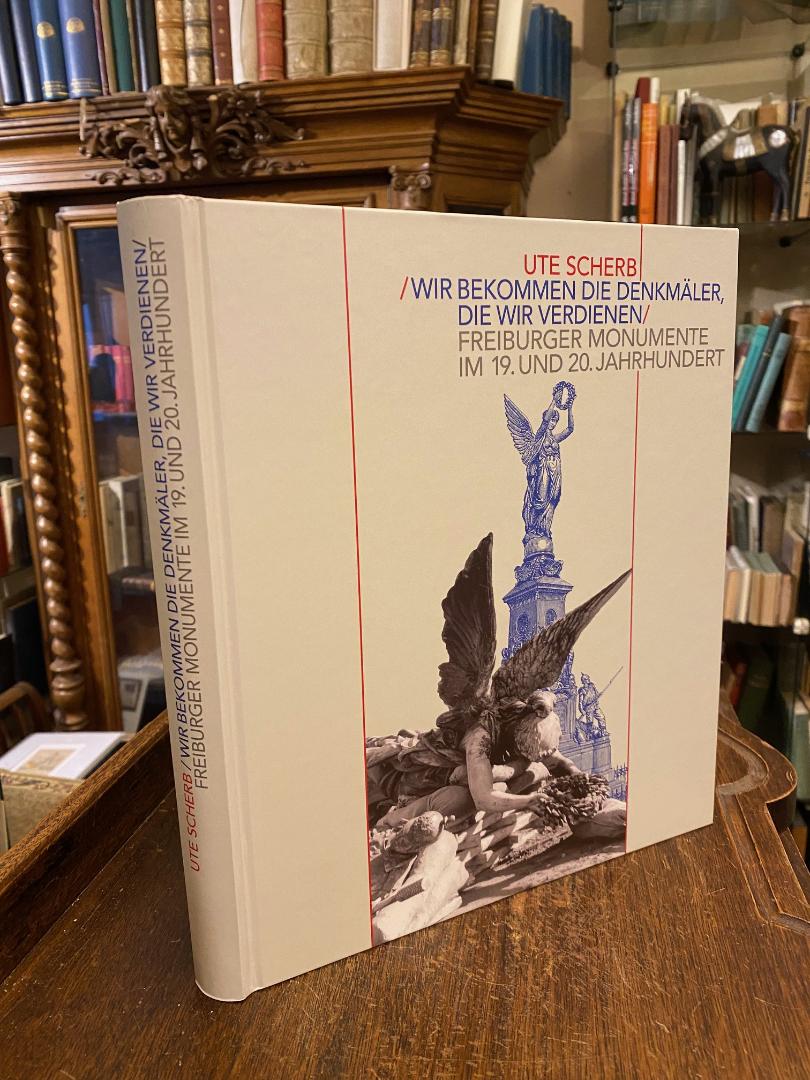 UTE SCHERB
/WIR BEKOMMEN DIE DENKMÄLER,
DIE WIR VERDIENEN/
FREIBURGER MONUMENTE
IM 19. UND 20. JAHRHUNDERT
UTE SCHERB /WIR BEKOMMEN DIE DENKMÄLER, DIE WIR VERDIENEN/
FREIBURGER MONUMENTE IM 19. UND 20. JAHRHUNDERT